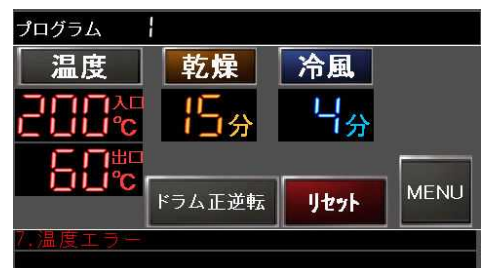 プログラム 1
温度 乾燥 冷風
200 入口 ℃ 15分 4分
60 出口 ℃
ドラム正逆転 リセット MENU
7.温度エラー